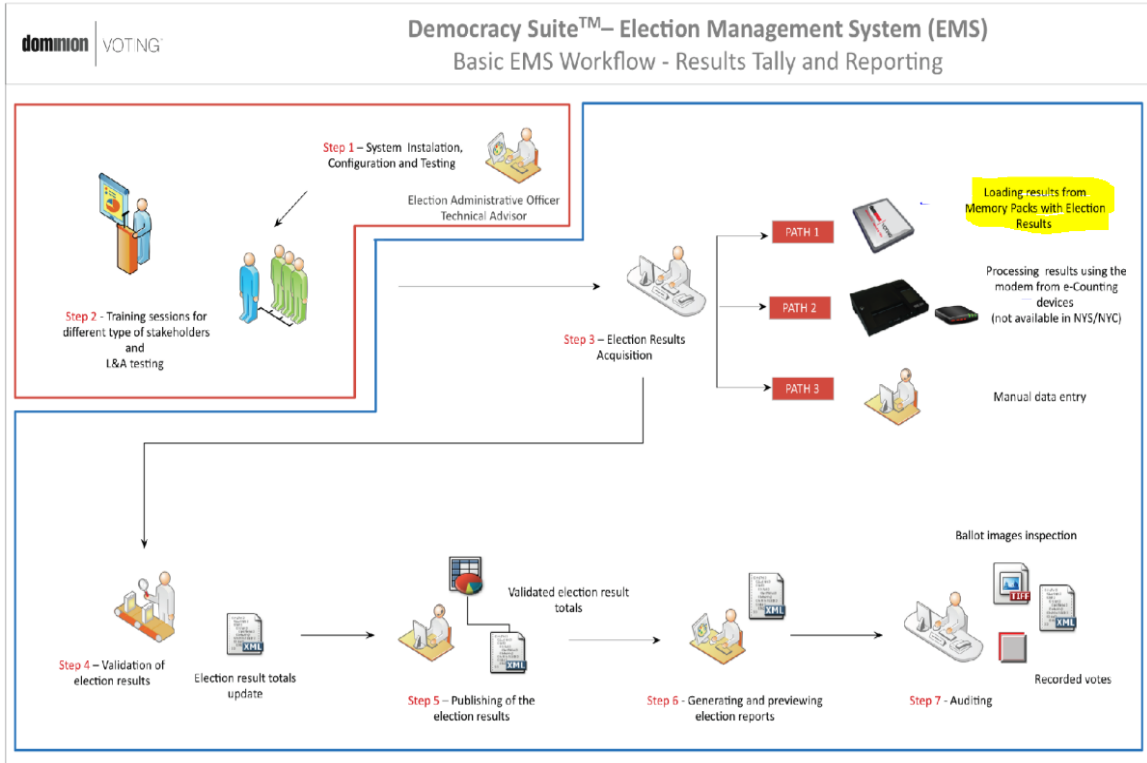 dominion VOTING
Democracy Suite™– Election Management System (EMS)
Basic EMS Workflow - Results Tally and Reporting
Step 1 – System Instalation,
Configuration and Testing
Election Administrative Officer
Technical Advisor
Step 2 - Training sessions for
different type of stakeholders
and
L&A testing
Step 3 – Election Results
Acquisition
PATH 1
Loading results from
Memory Packs with Election
Results
PATH 2
Processing results using the
modem from e-Counting
devices
(not available in NYS/NYC)
PATH 3
Manual data entry
Step 4 – Validation of
election results
XML
Election result totals
update
XML
Step 5 – Publishing of the
election results
Validated election result
totals
XML
Step 6 - Generating and previewing
election reports
Ballot images inspection
TIFF
XML
Recorded votes
Step 7 - Auditing